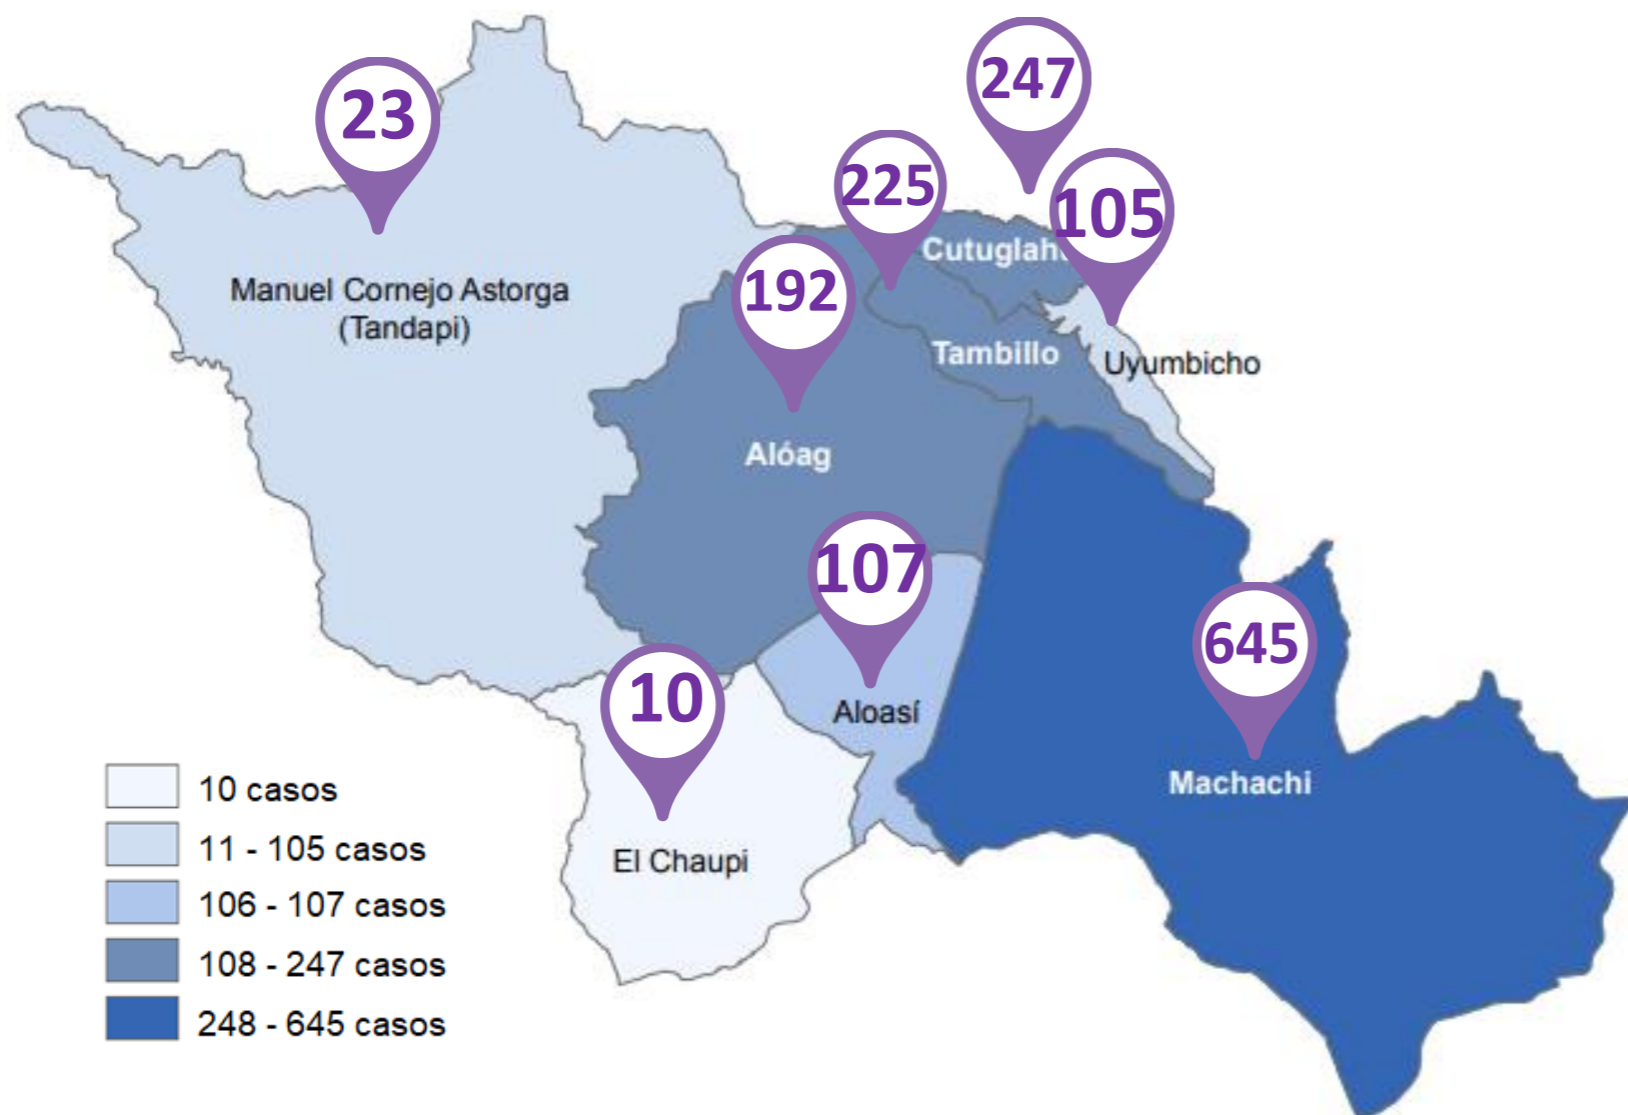 247
23
225
105
Cutuglahu
192
Manuel Cornejo Astorga
(Tandapi)
Tambillo
Uyumbicho
Alóag
107
645
10
Aloasí
Machachi
El Chaupi
10 casos
11 - 105 casos
106 - 107 casos
108 - 247 casos
248 - 645 casos